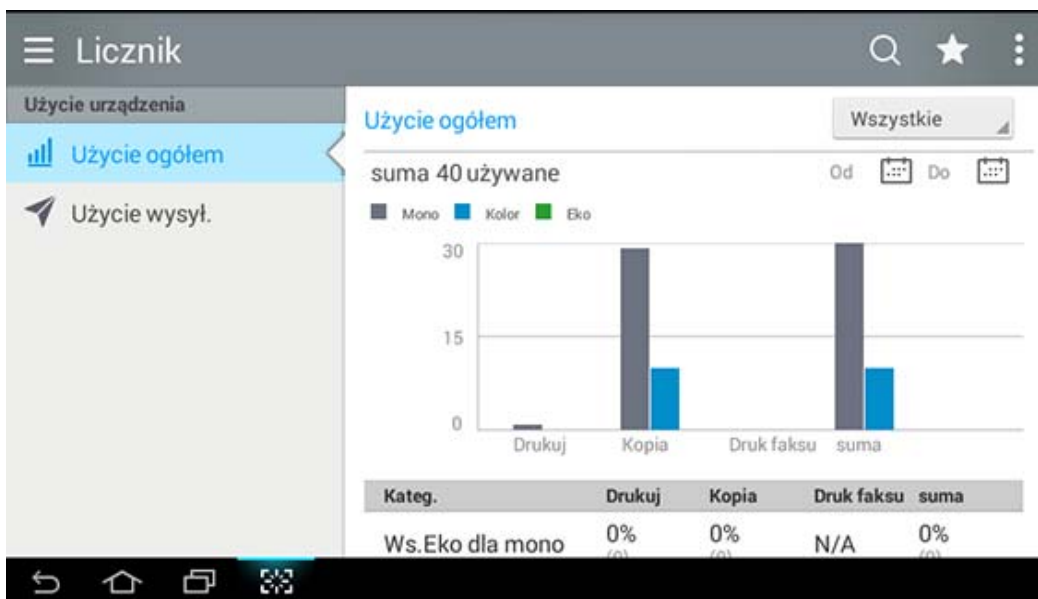 Licznik
Użycie urządzenia
Użycie ogółem
Użycie wysył.
Użycie ogółem
Wszystkie
suma 40 używane
Od
Do
Mono Kolor Eko
30
15
0
Drukuj Kopia Druk faksu suma
Kateg. Drukuj Kopia Druk faksu suma
Ws.Eko dla mono 0% 0% N/A 0%